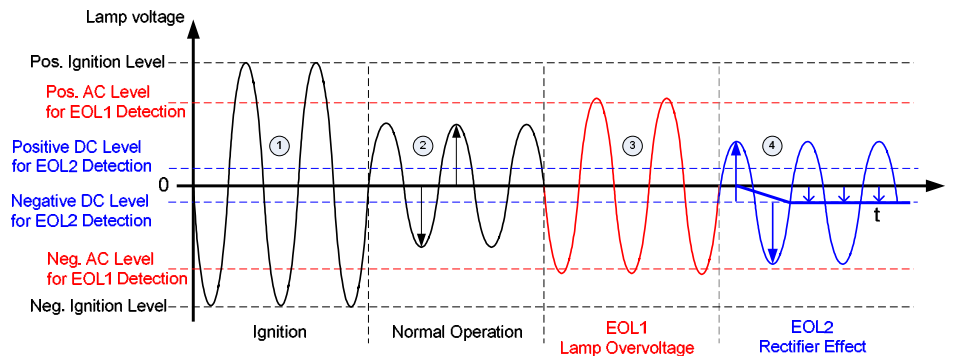 Lamp voltage
Pos. Ignition Level
Pos. AC Level
for EOL1 Detection
Positive DC Level
for EOL2 Detection
0
Negative DC Level
for EOL2 Detection
Neg. AC Level
for EOL1 Detection
Neg. Ignition Level
1
2
3
4
t
Ignition
Normal Operation
EOL1
Lamp Overvoltage
EOL2
Rectifier Effect